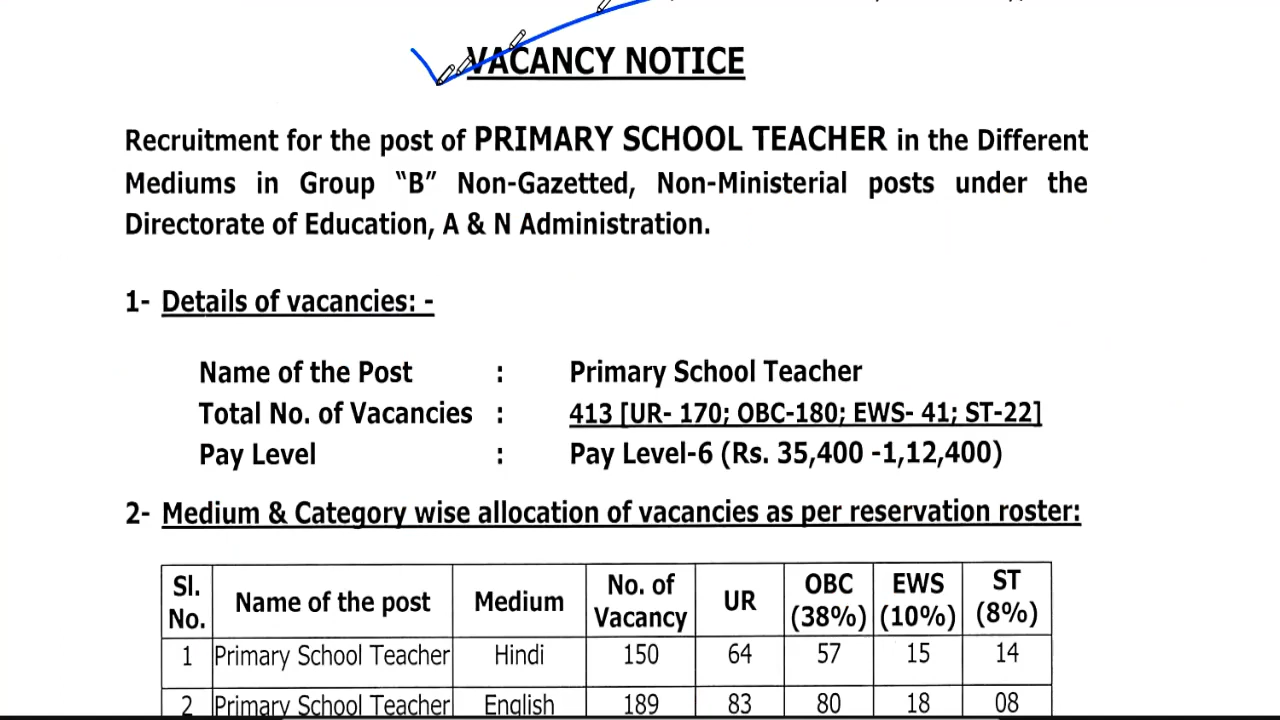 VACANCY NOTICE
Recruitment for the post of PRIMARY SCHOOL TEACHER in the Different
Mediums in Group “B” Non-Gazetted, Non-Ministerial posts under the
Directorate of Education, A & N Administration.
1- Details of vacancies: -
Name of the Post : Primary School Teacher
Total No. of Vacancies : 413 [UR- 170; OBC-180; EWS- 41; ST-22]
Pay Level : Pay Level-6 (Rs. 35,400 -1,12,400)
2- Medium & Category wise allocation of vacancies as per reservation roster:
Sl. No. Name of the post Medium No. of Vacancy UR OBC (38%) EWS (10%) ST (8%)
1 Primary School Teacher Hindi 150 64 57 15 14
2 Primary School Teacher English 189 83 80 18 08